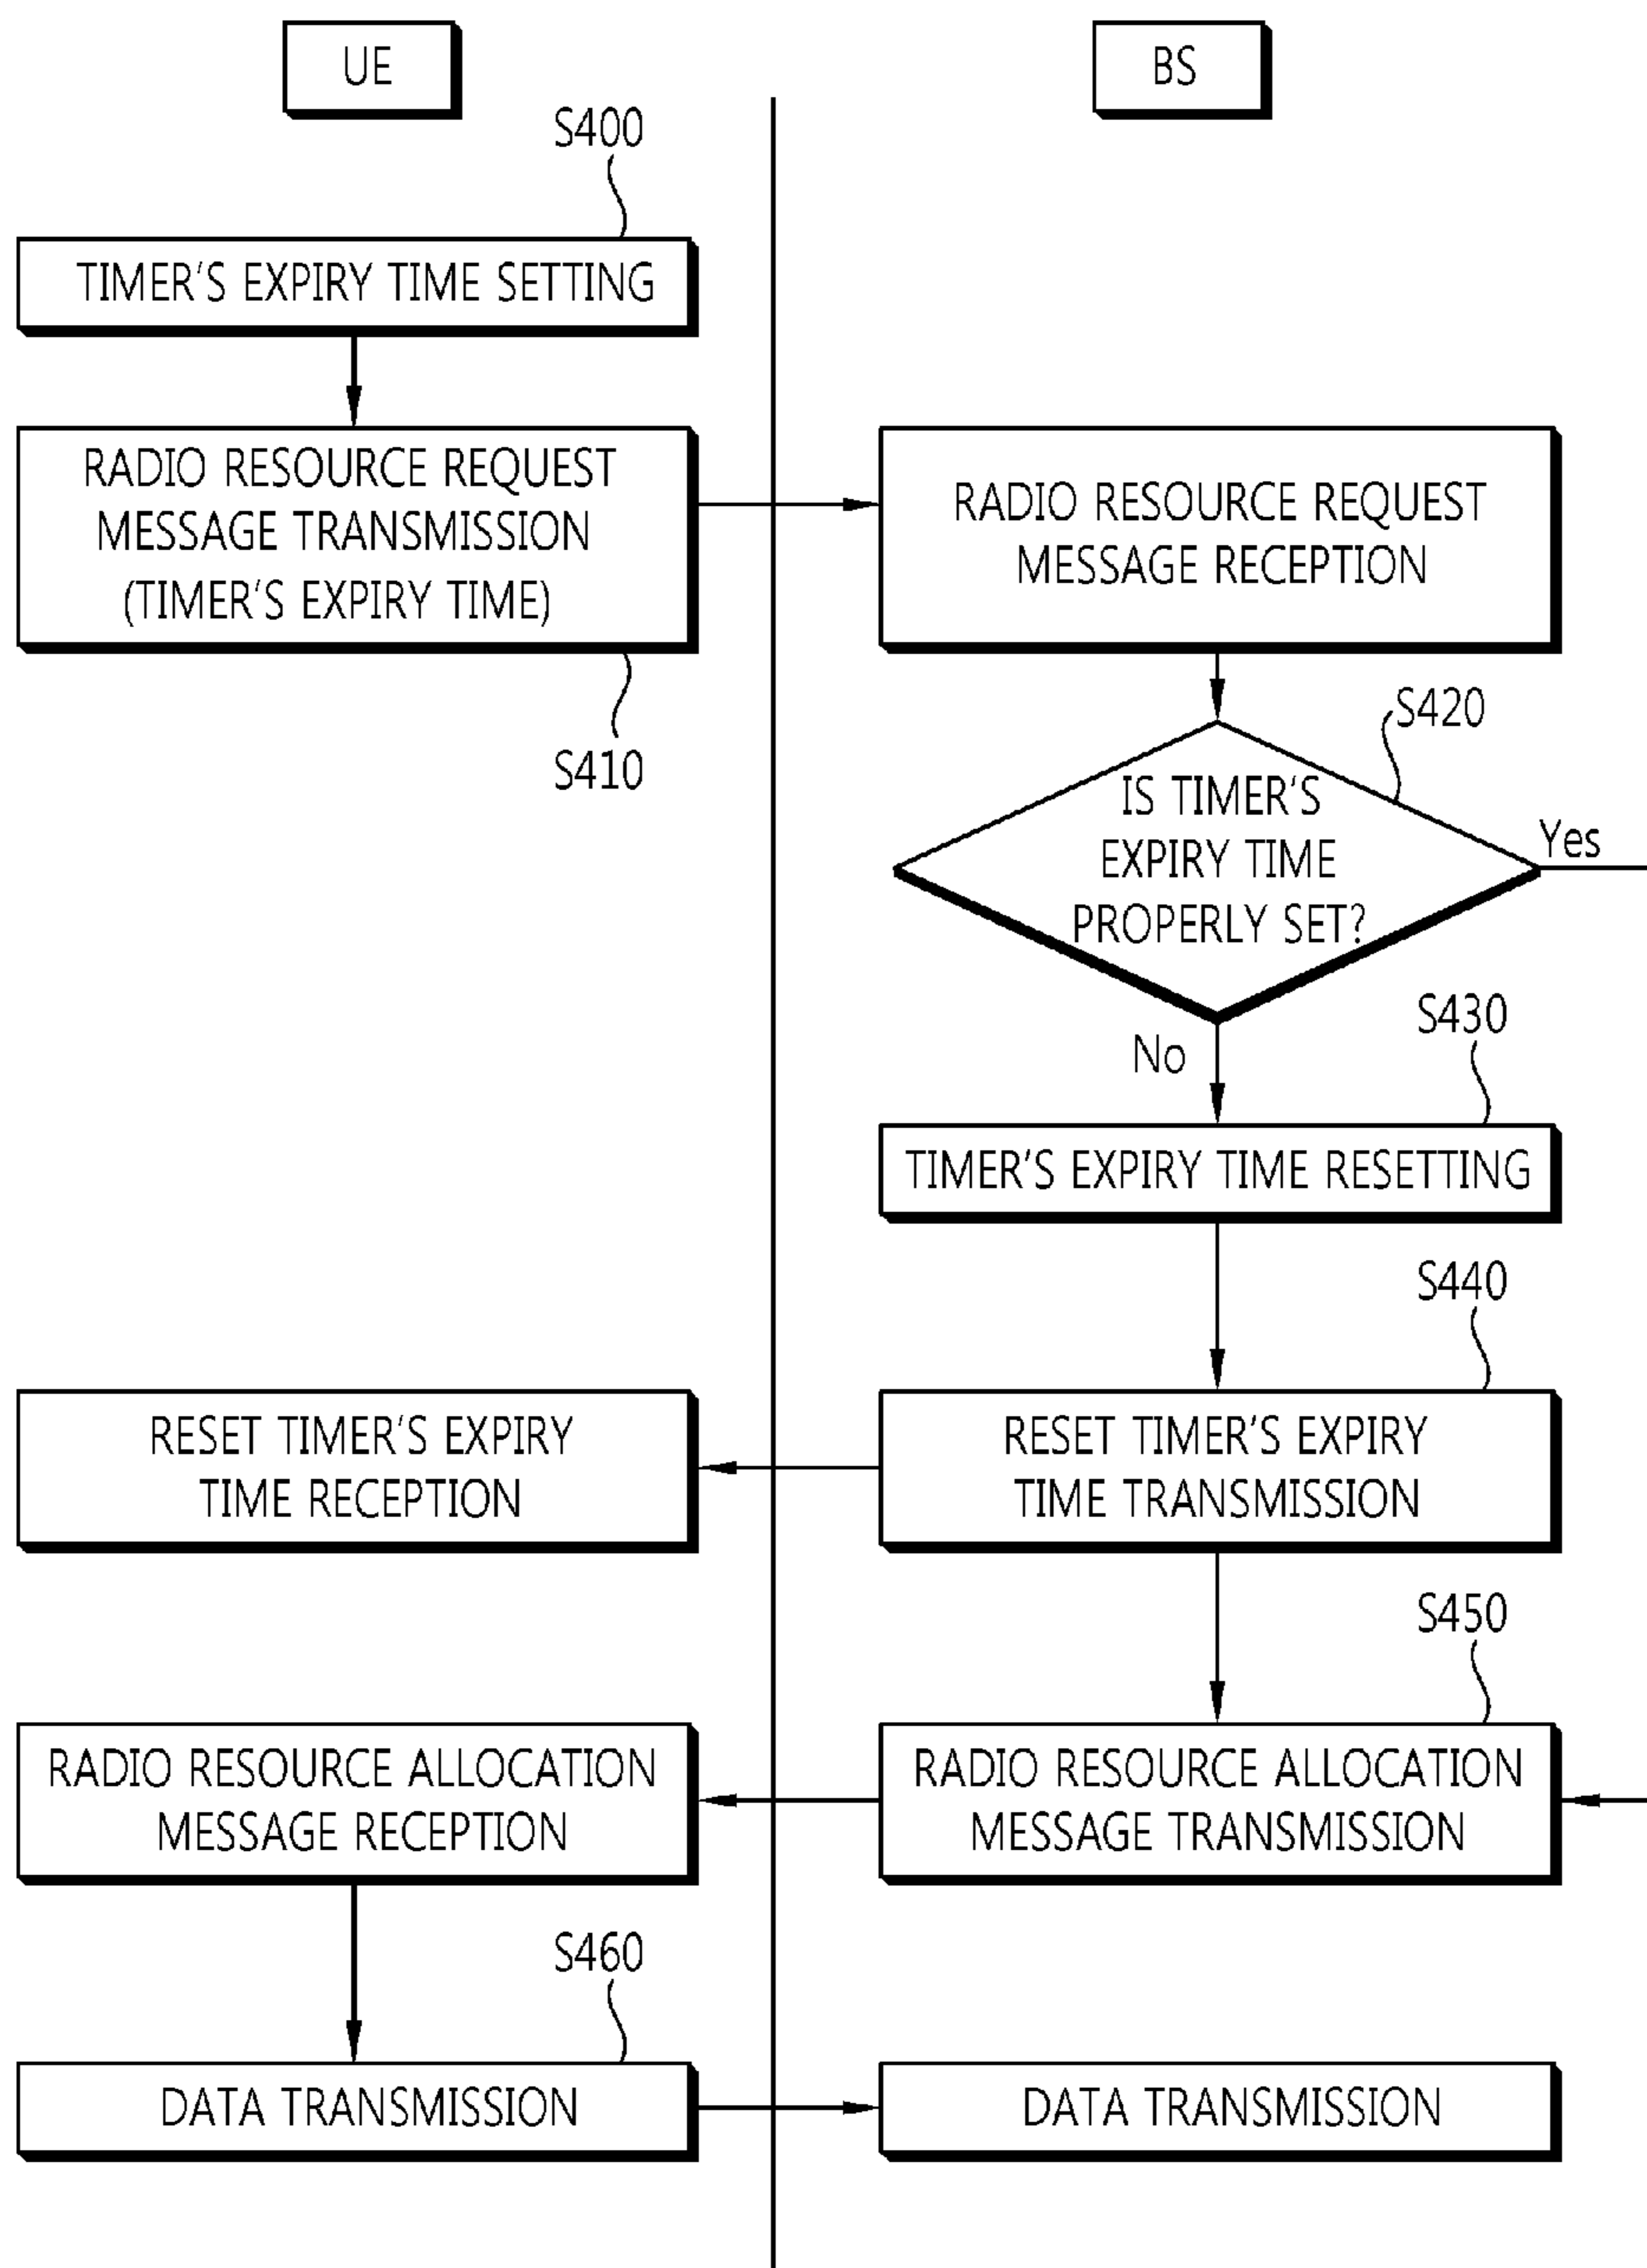 UE
BS
S400
TIMER'S EXPIRY TIME SETTING
RADIO RESOURCE REQUEST
MESSAGE TRANSMISSION
(TIMER'S EXPIRY TIME)
S410
RADIO RESOURCE REQUEST
MESSAGE RECEPTION
S420
IS TIMER'S
EXPIRY TIME
PROPERLY SET?
Yes
No
S430
TIMER'S EXPIRY TIME RESETTING
S440
RESET TIMER'S EXPIRY
TIME RECEPTION
RESET TIMER'S EXPIRY
TIME TRANSMISSION
S450
RADIO RESOURCE ALLOCATION
MESSAGE RECEPTION
RADIO RESOURCE ALLOCATION
MESSAGE TRANSMISSION
S460
DATA TRANSMISSION
DATA TRANSMISSION